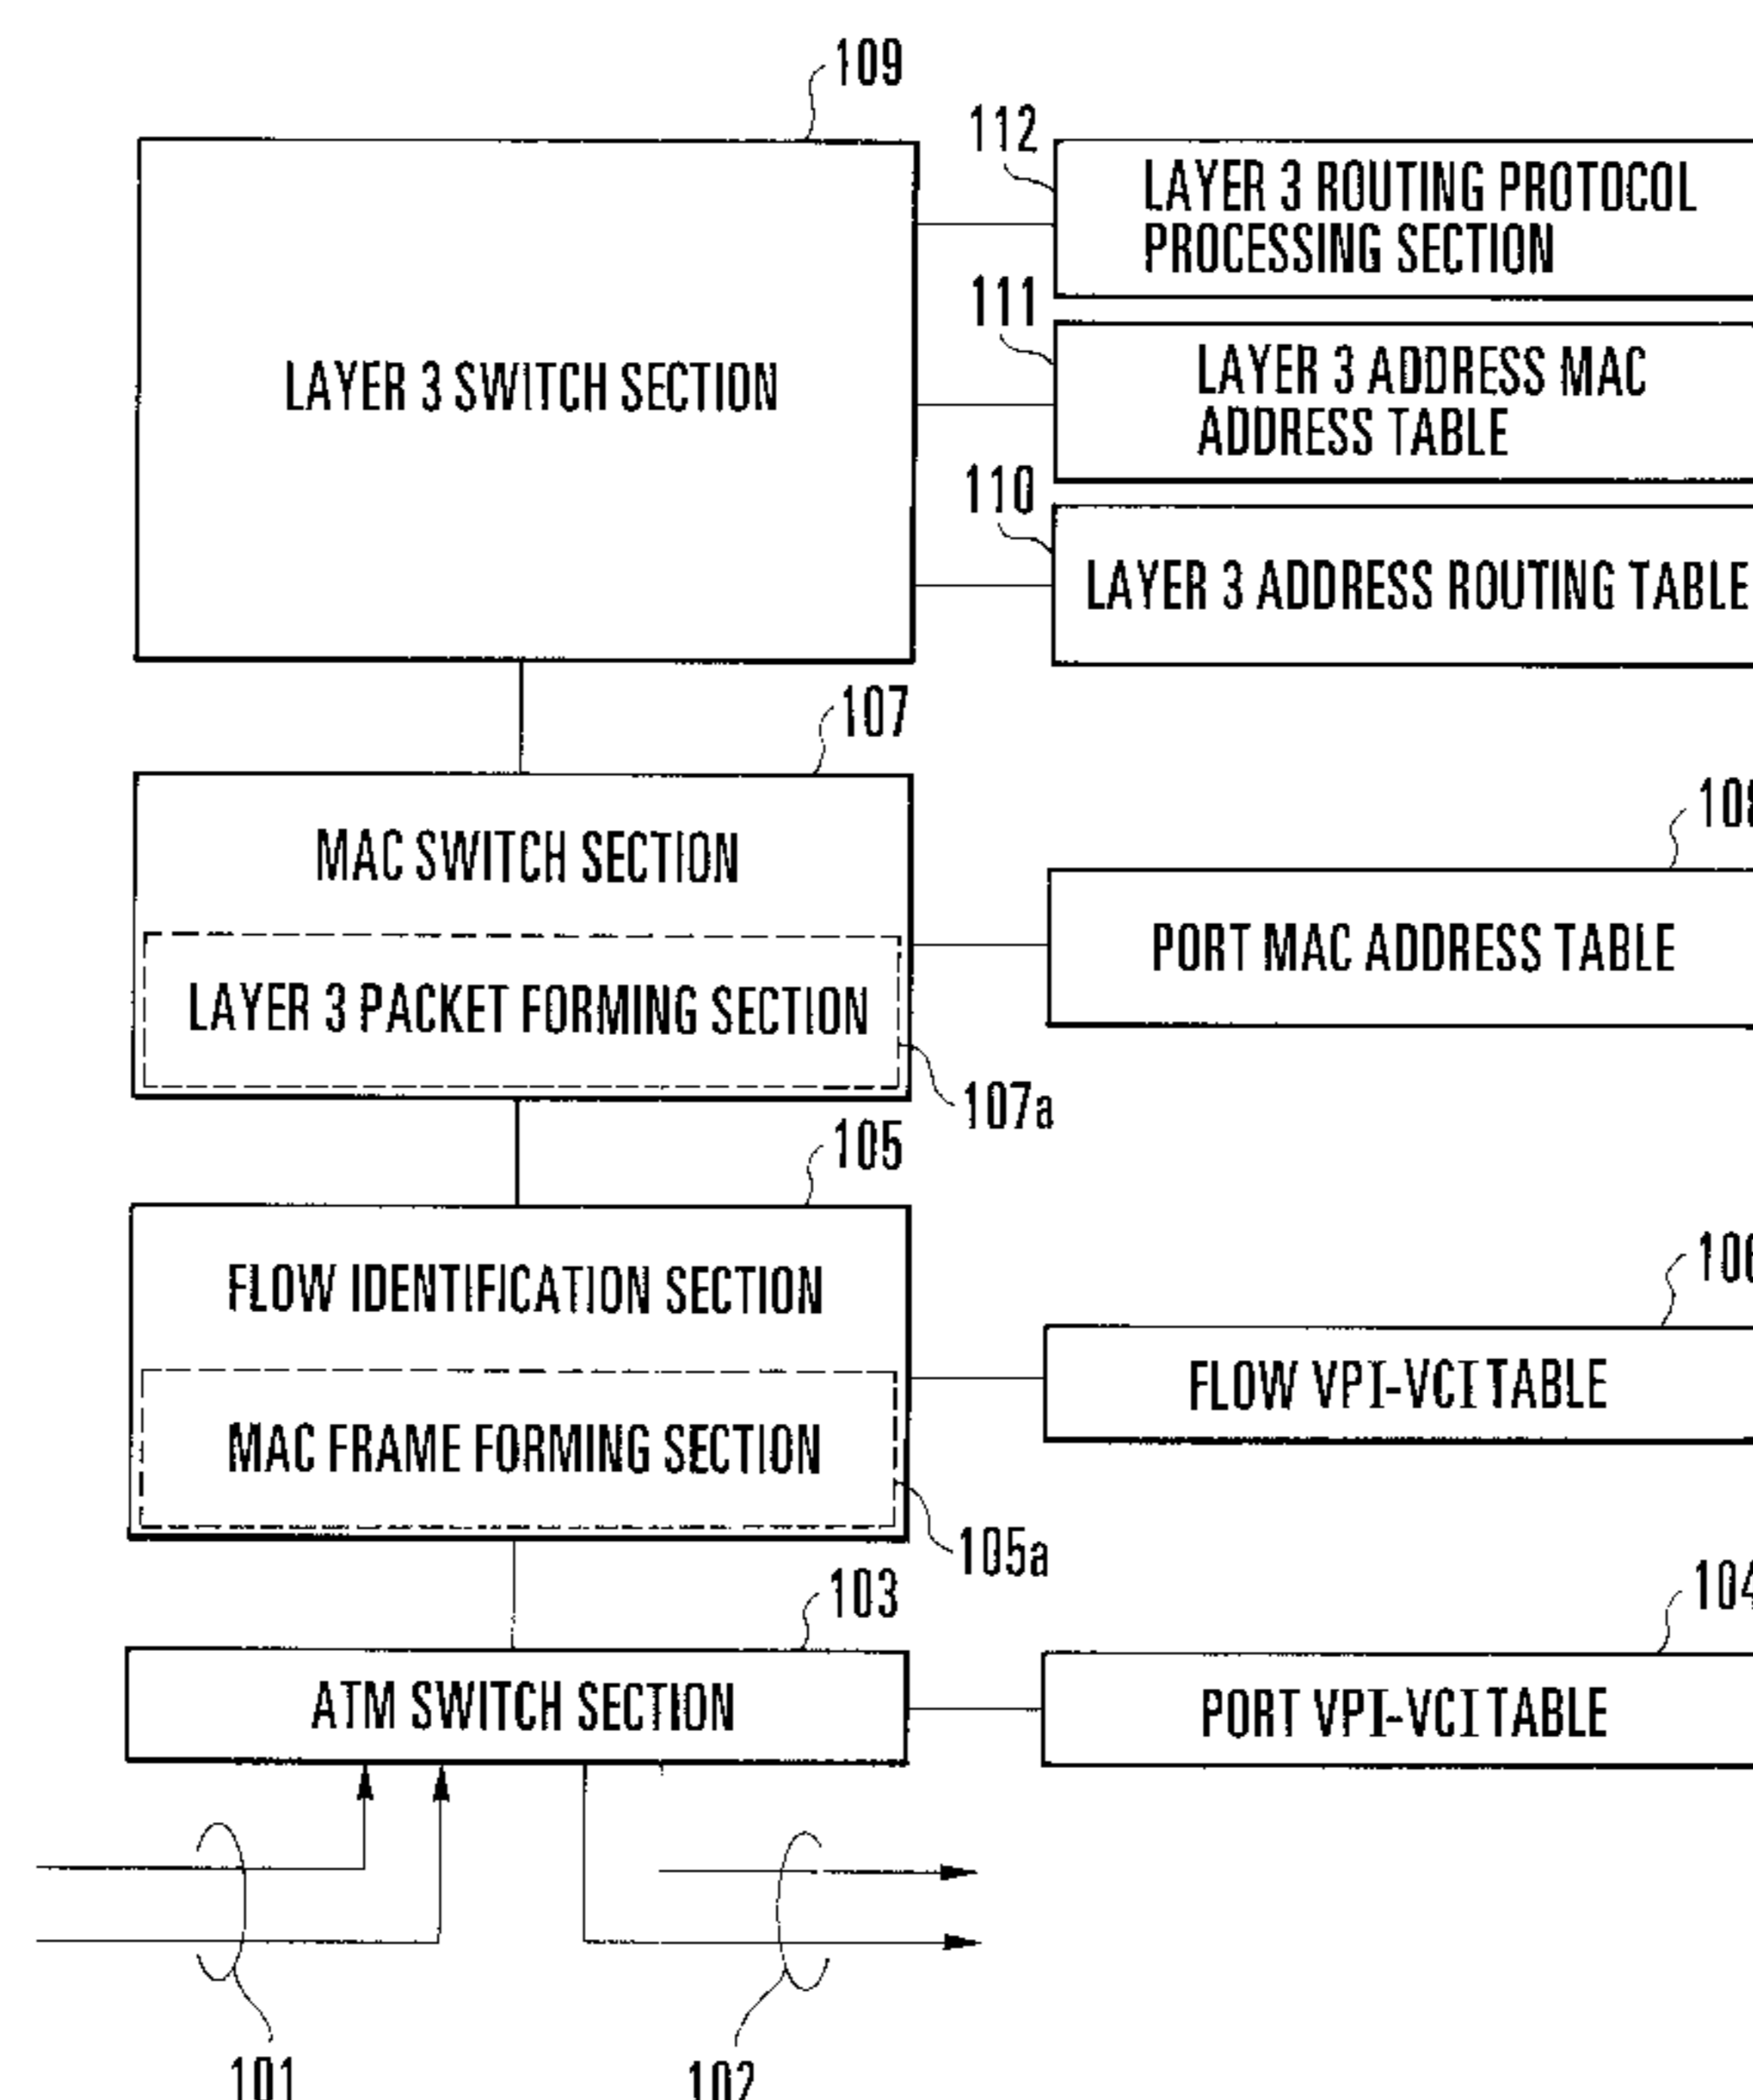 109
112
LAYER 3 ROUTING PROTOCOL
PROCESSING SECTION
111
LAYER 3 SWITCH SECTION
LAYER 3 ADDRESS MAC
ADDRESS TABLE
110
LAYER 3 ADDRESS ROUTING TABLE
107
MAC SWITCH SECTION
108
PORT MAC ADDRESS TABLE
LAYER 3 PACKET FORMING SECTION
107a
105
FLOW IDENTIFICATION SECTION
106
FLOW VPI-VCI TABLE
MAC FRAME FORMING SECTION
105a
103
104
ATM SWITCH SECTION
PORT VPI-VCI TABLE
101
102